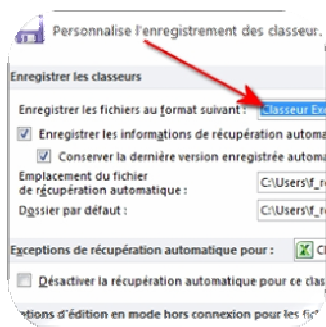 Personnalise l'enregistrement des classeur.
Enregistrer les classeurs
Enregistrer les fichiers au format suivant : Classeur Exc
Enregistrer les informations de récupération automa
Conserver la dernière version enregistrée autom
Emplacement du fichier
de récupération automatique : C:\Users\f_r
Dossier par défaut : C:\Users\f_r
Exceptions de récupération automatique pour :
Désactiver la récupération automatique pour ce clas
ptions d'édition en mode hors connexion pour les fic